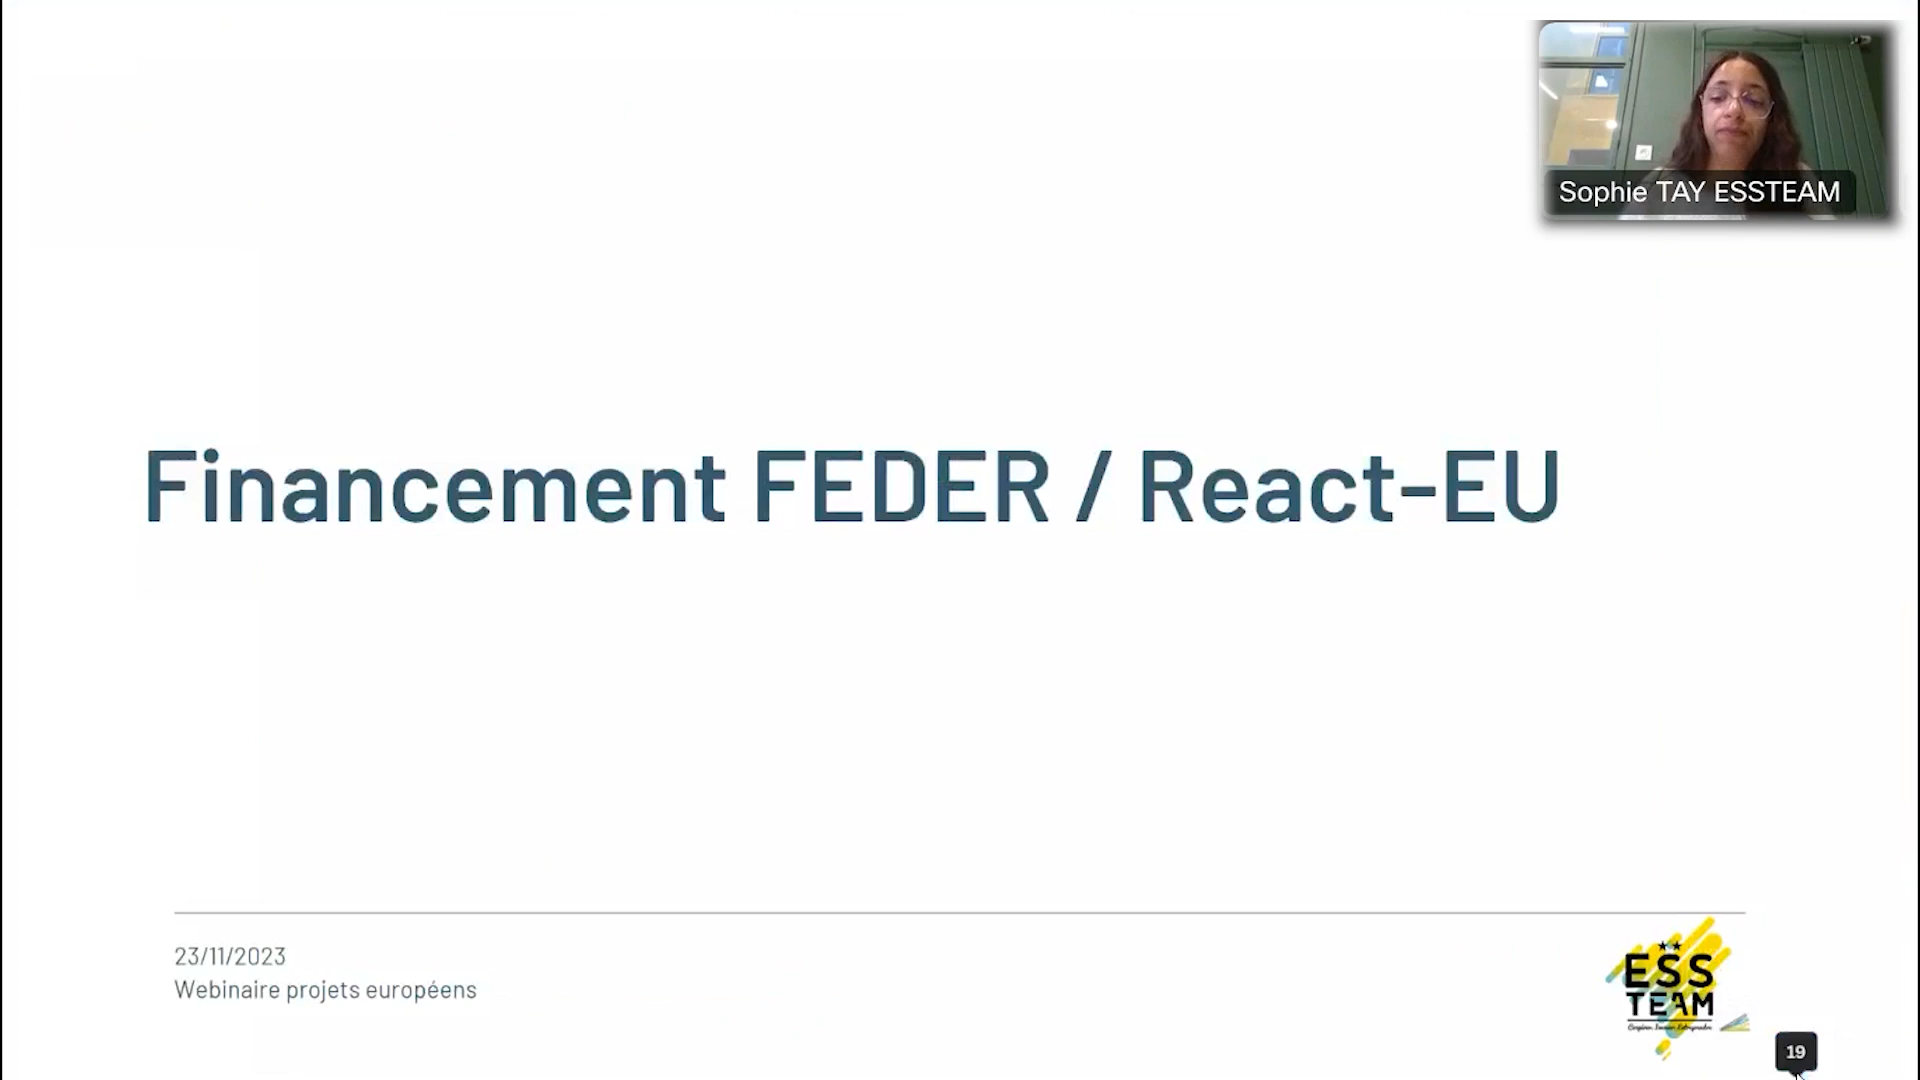 Sophie TAY ESSTEAM
Financement FEDER / React-EU
23/11/2023
Webinaire projets européens
ESS
TEAM
19